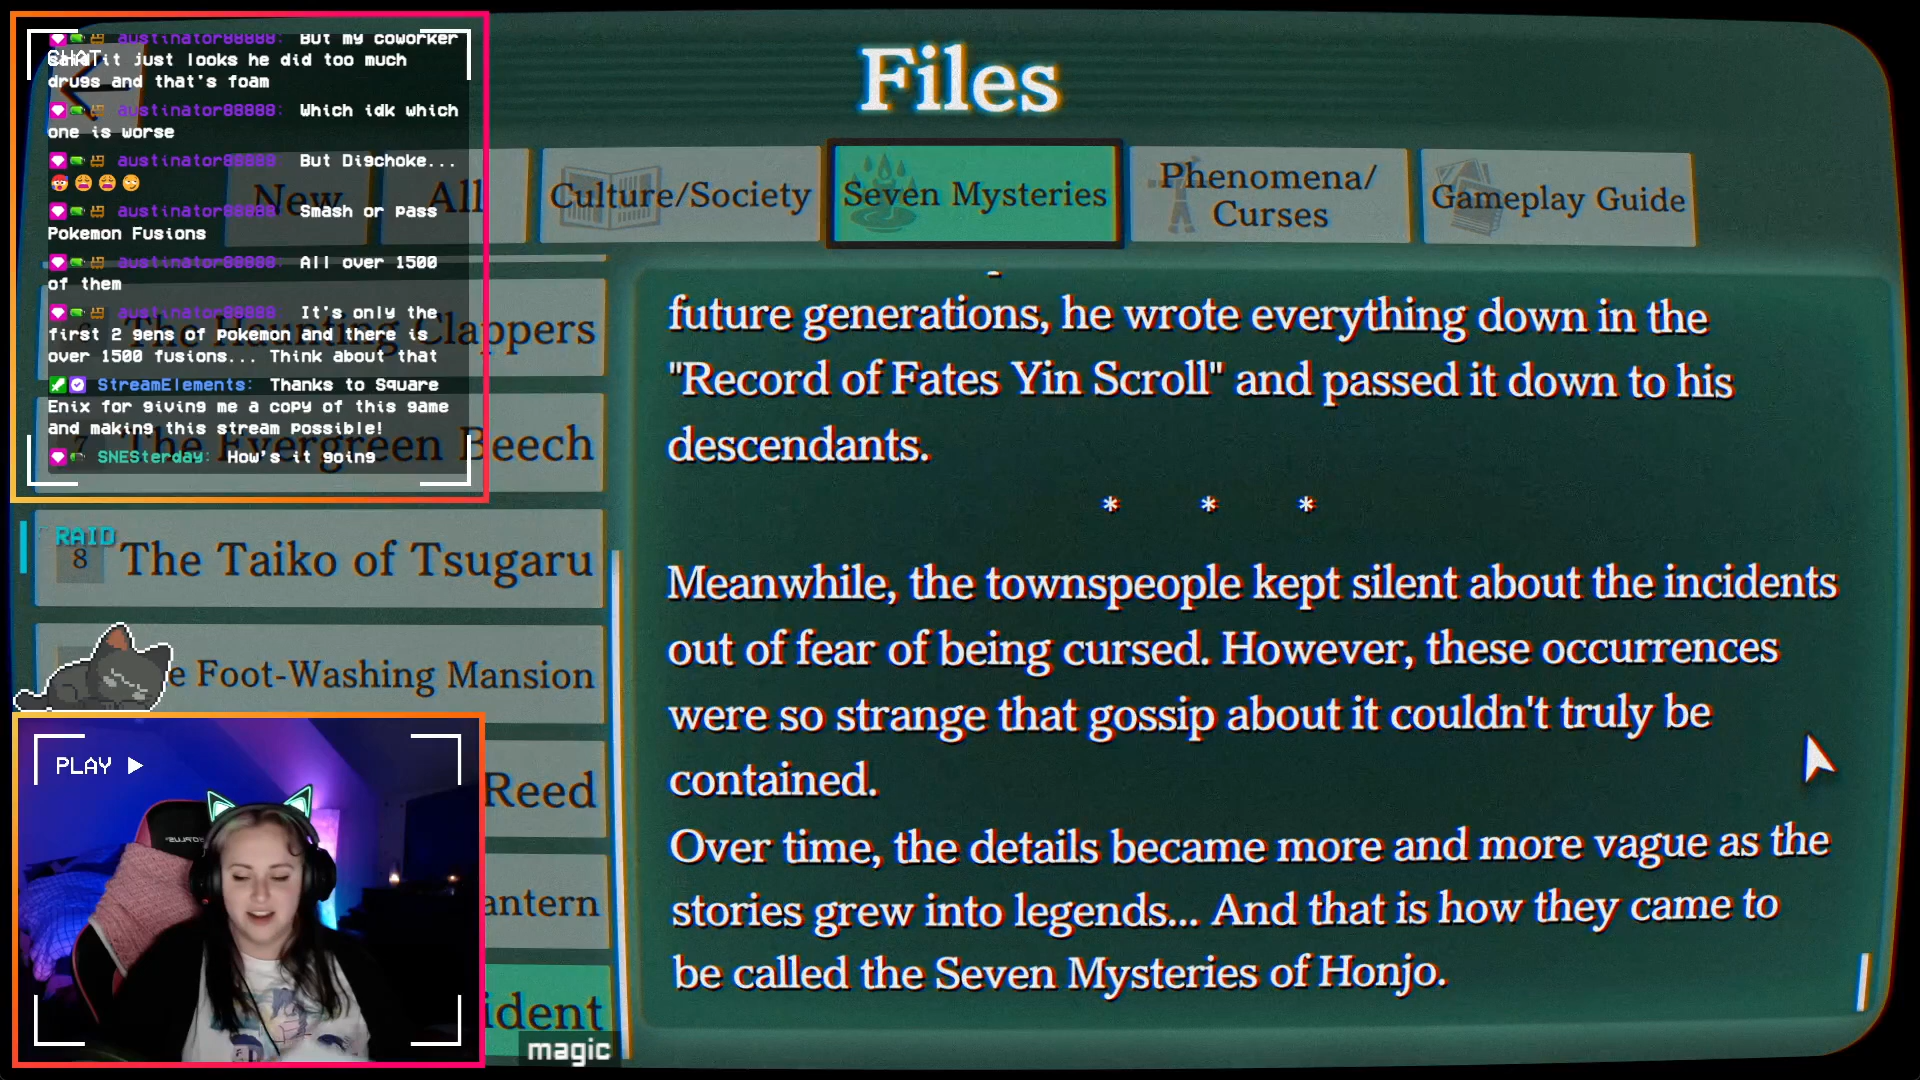 Files
CHAT
austinator88888: But my coworker
said it just looks he did too much
drugs and that's foam
austinator88888: Which idk which
one is worse
austinator88888: But Digchoke...
austinator88888: Smash or pass
Pokemon Fusions
austinator88888: All over 1500
of them
austinator88888: It's only the
first 2 gens of pokemon and there is
over 1500 fusions... Think about that
StreamElements: Thanks to Square
Enix for giving me a copy of this game
and making this stream possible!
SNESterday: How's it going
New
All
Culture/Society
Seven Mysteries
Phenomena/
Curses
Gameplay Guide
The Haunting Clappers
7 The Evergreen Beech
RAID
8 The Taiko of Tsugaru
e Foot-Washing Mansion
Reed
antern
ident
magic
PLAY
future generations, he wrote everything down in the
"Record of Fates Yin Scroll" and passed it down to his
descendants.
* * *
Meanwhile, the townspeople kept silent about the incidents
out of fear of being cursed. However, these occurrences
were so strange that gossip about it couldn't truly be
contained.
Over time, the details became more and more vague as the
stories grew into legends... And that is how they came to
be called the Seven Mysteries of Honjo.